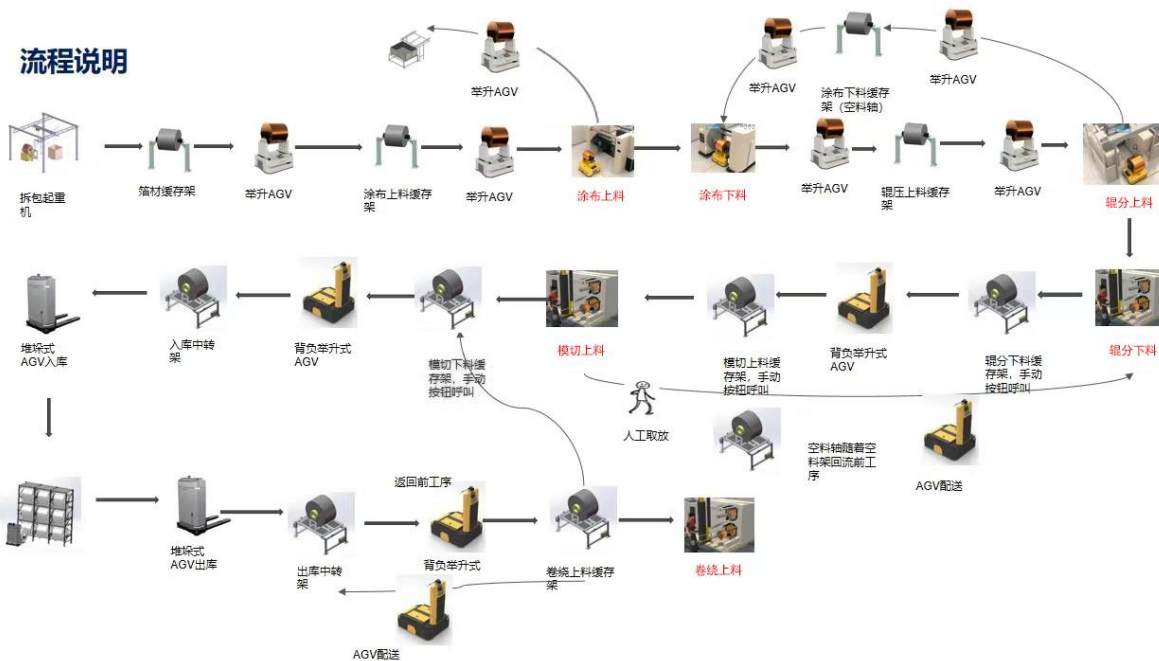 流程说明
举升AGV
举升AGV
涂布下料缓存
架（空料轴）
举升AGV
拆包起重
机
箔材缓存架
举升AGV
涂布上料缓存
架
举升AGV
涂布上料
涂布下料
举升AGV
辊压上料缓存
架
举升AGV
辊分上料
堆垛式
AGV入库
入库中转
架
背负举升式
AGV
模切下料缓
存架，手动
按钮呼叫
模切上料
模切上料缓
存架，手动
按钮呼叫
背负举升式
AGV
辊分下料缓
存架，手动
按钮呼叫
辊分下料
人工取放
空料轴随着空
料架回流前工
序
AGV配送
堆垛式
AGV出库
出库中转
架
返回前工序
背负举升式
卷绕上料缓存
架
卷绕上料
AGV配送